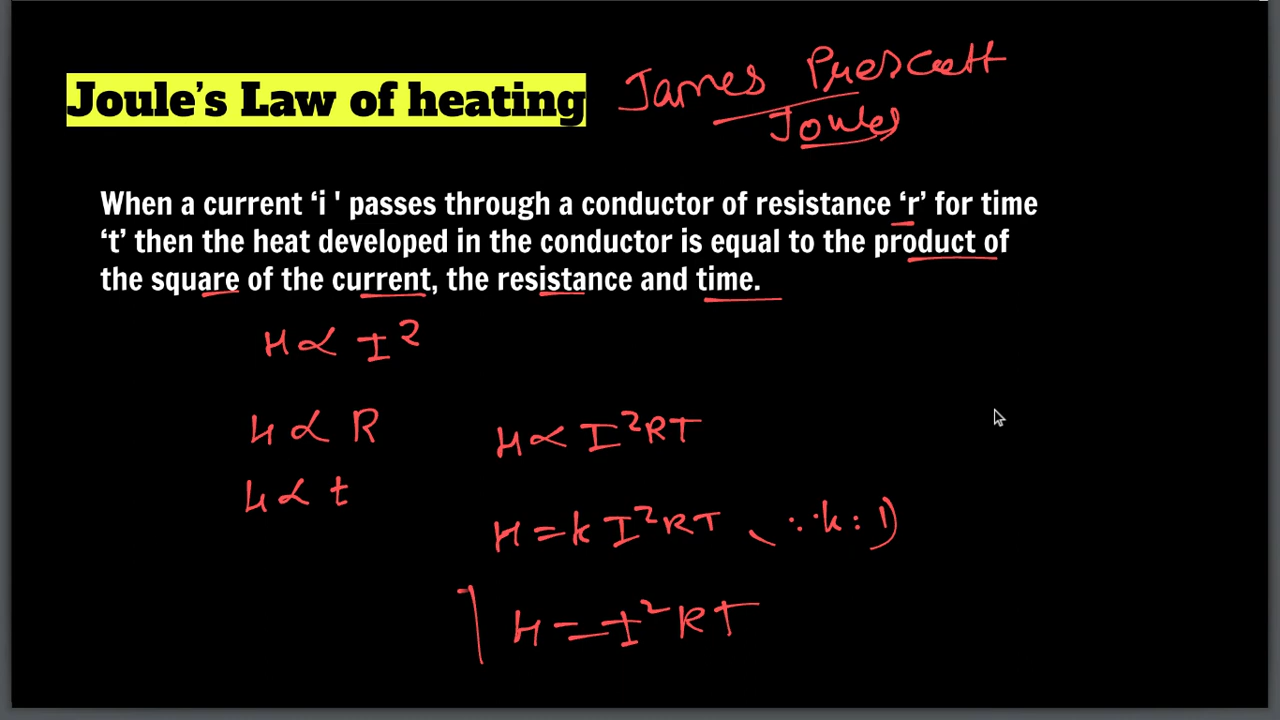 Joule's Law of heating
James Prescott
Joules
When a current ‘i ' passes through a conductor of resistance ‘r’ for time
‘t’ then the heat developed in the conductor is equal to the product of
the square of the current, the resistance and time.
H ∝ I²
H ∝ R
H ∝ t
H ∝ I²RT
H = k I²RT (∵ k : 1)
H = I²RT